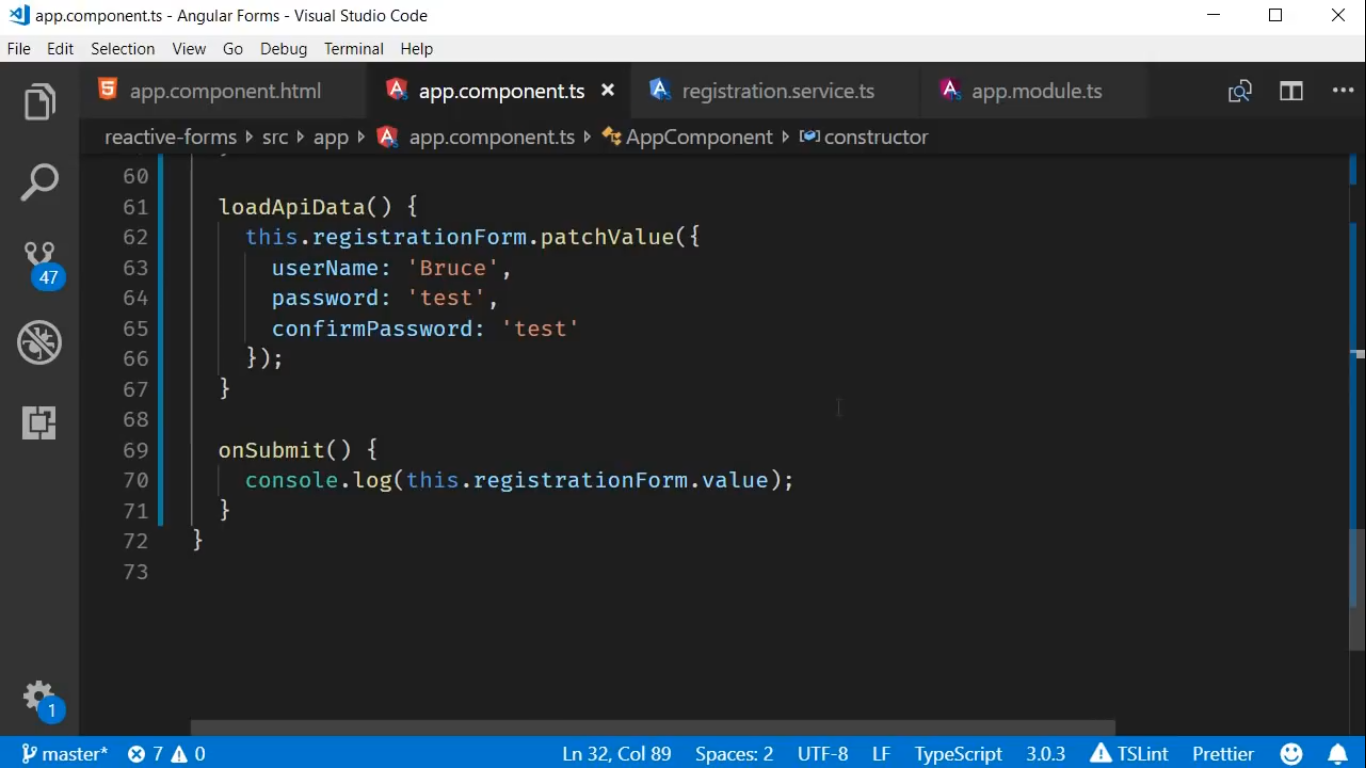 app.component.ts - Angular Forms - Visual Studio Code
File Edit Selection View Go Debug Terminal Help
app.component.html app.component.ts registration.service.ts app.module.ts
reactive-forms src app app.component.ts AppComponent constructor
60
61 loadApiData() {
62 this.registrationForm.patchValue({
63 userName: 'Bruce',
64 password: 'test',
65 confirmPassword: 'test'
66 });
67 }
68
69 onSubmit() {
70 console.log(this.registrationForm.value);
71 }
72 }
73
47
1
master* 7 0 Ln 32, Col 89 Spaces: 2 UTF-8 LF TypeScript 3.0.3 TSLint Prettier